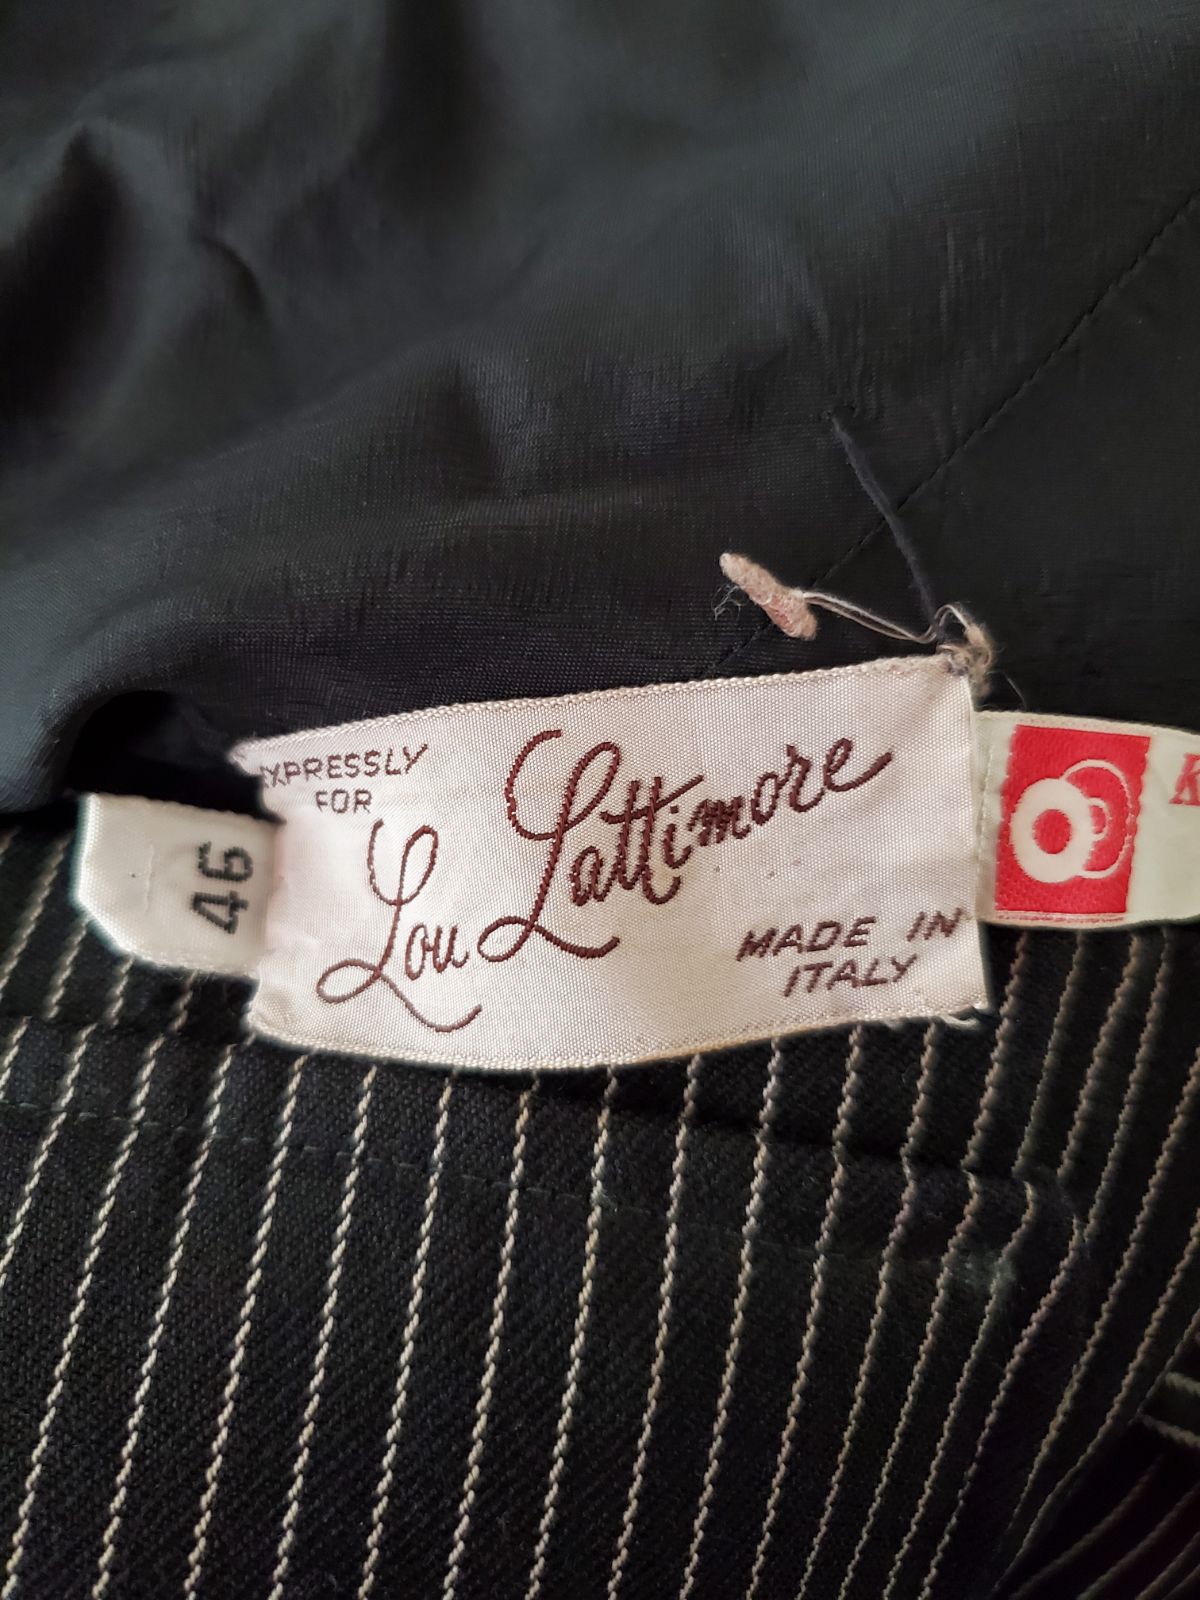 EXPRESSLY
FOR
Lou Lattimore
MADE IN
ITALY
46
K